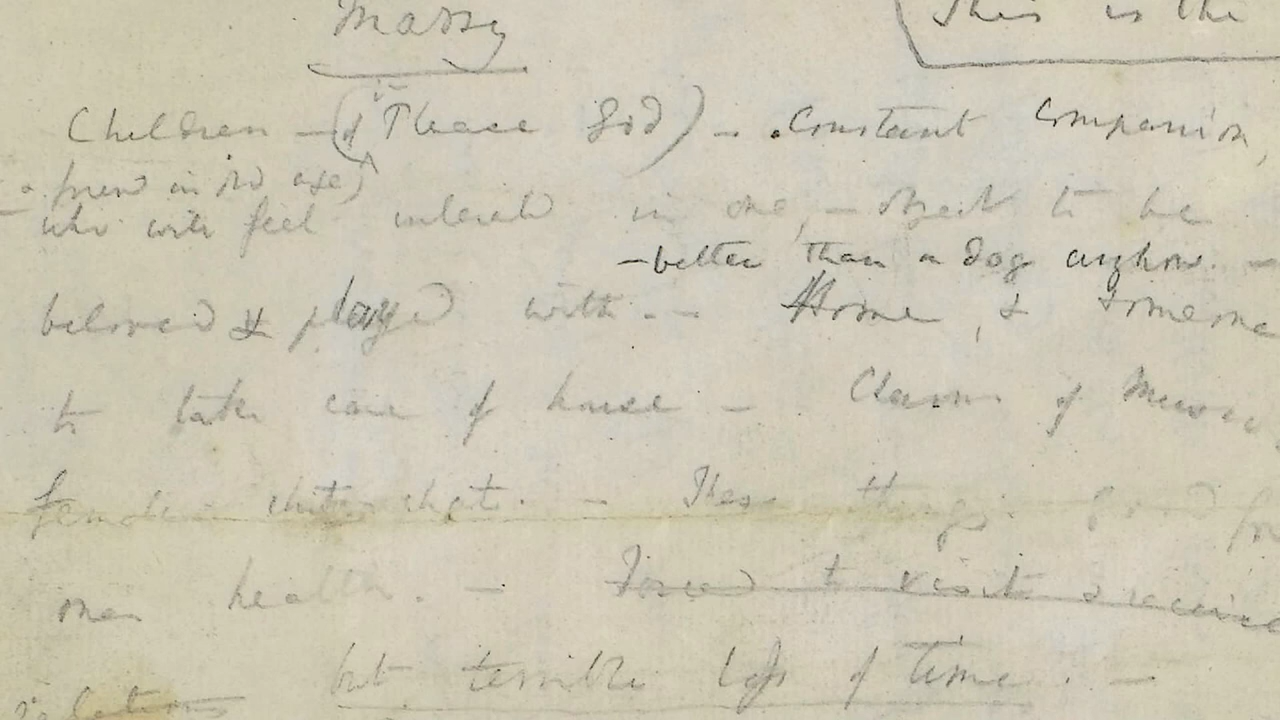 Marry
This is the
Children — (if it Please God) — Constant companion,
& friend in old age)
who will feel interested in one, — object to be
— better than a dog anyhow. —
beloved & played with. — Home, & someone
to take care of house — Charms of Music
female chit-chat. — These things good for
one's health. — Forced to visit & receive
relations but terrible loss of time. —